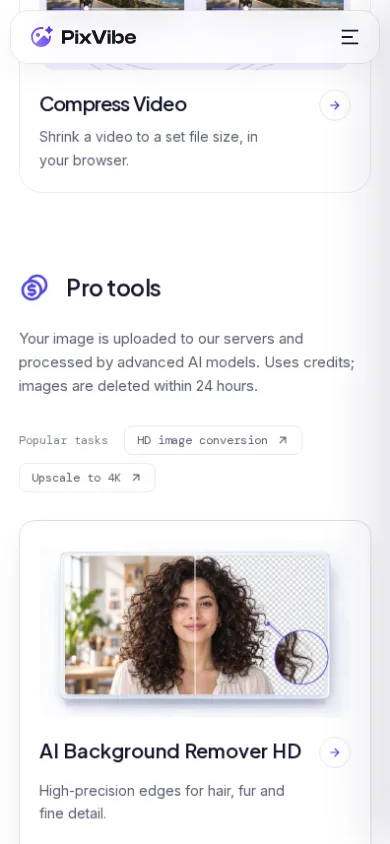 PixVibe
Compress Video
Shrink a video to a set file size, in
your browser.
Pro tools
Your image is uploaded to our servers and
processed by advanced AI models. Uses credits;
images are deleted within 24 hours.
Popular tasks
HD image conversion
Upscale to 4K
AI Background Remover HD
High-precision edges for hair, fur and
fine detail.